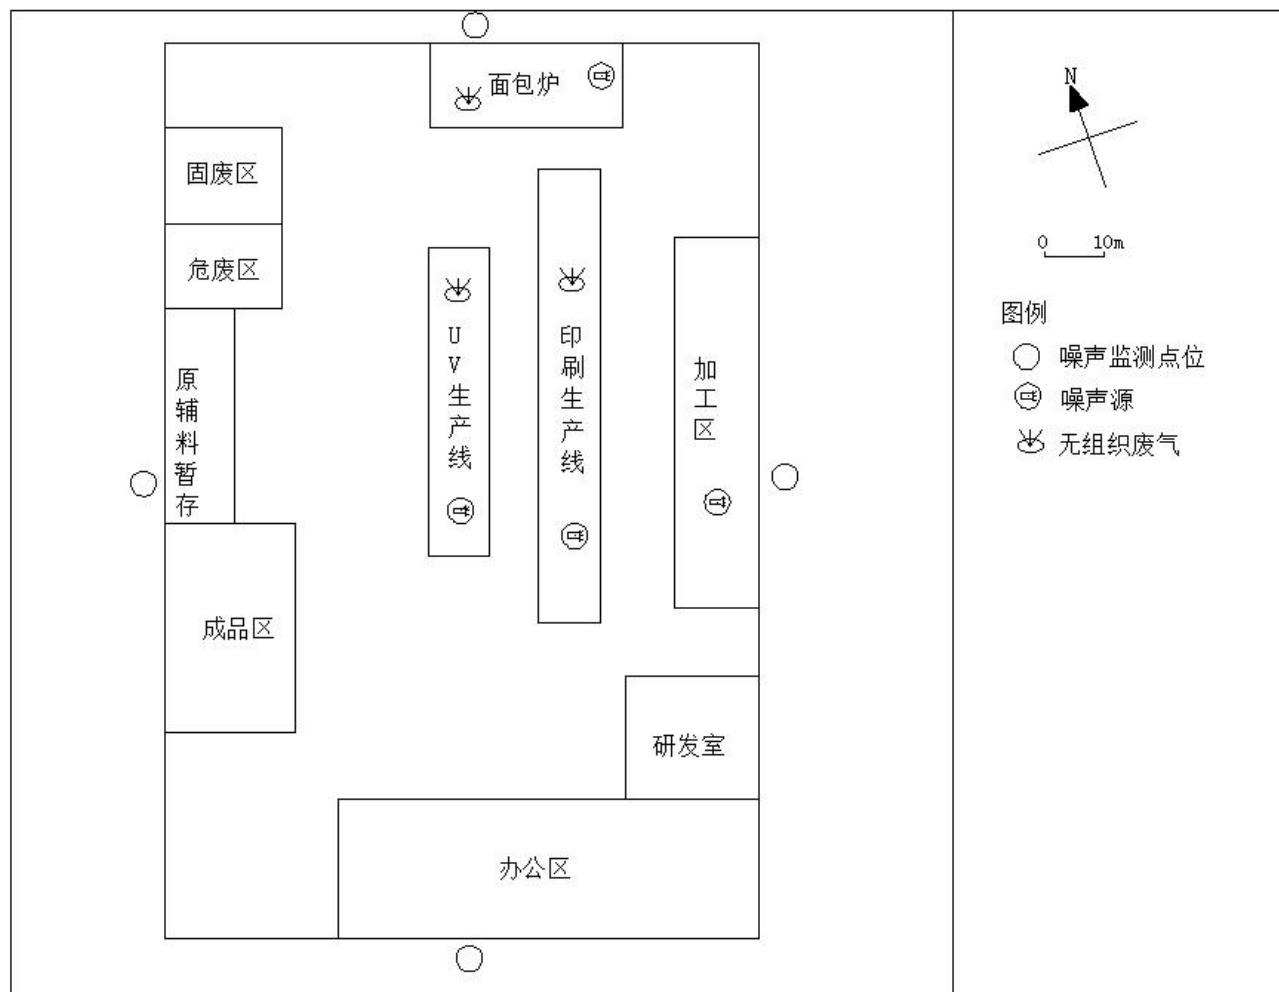 面包炉
固废区
危废区
原辅料暂存
UV生产线
印刷生产线
加工区
成品区
研发室
办公区
N
0 10m
图例
噪声监测点位
噪声源
无组织废气